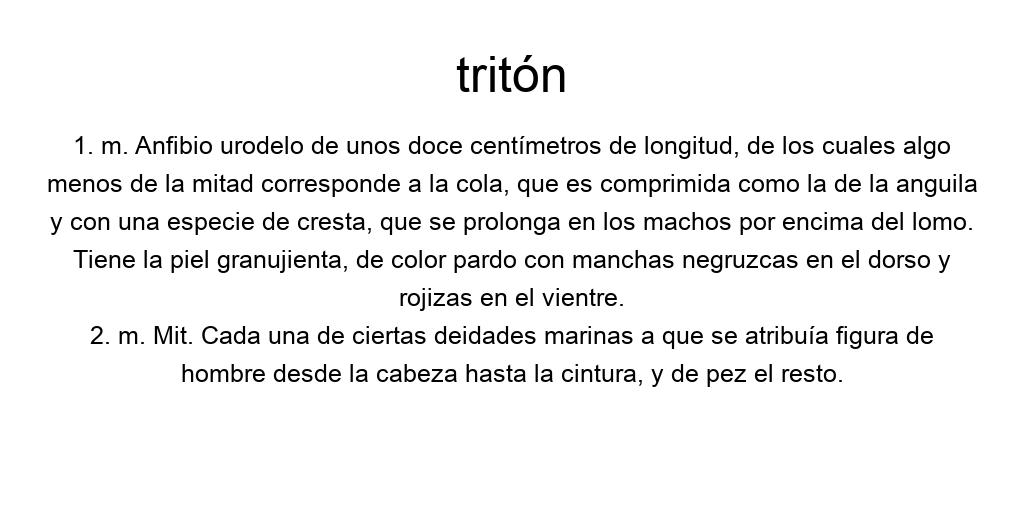 tritón
1. m. Anfibio urodelo de unos doce centímetros de longitud, de los cuales algo
menos de la mitad corresponde a la cola, que es comprimida como la de la anguila
y con una especie de cresta, que se prolonga en los machos por encima del lomo.
Tiene la piel granujienta, de color pardo con manchas negruzcas en el dorso y
rojizas en el vientre.
2. m. Mit. Cada una de ciertas deidades marinas a que se atribuía figura de
hombre desde la cabeza hasta la cintura, y de pez el resto.